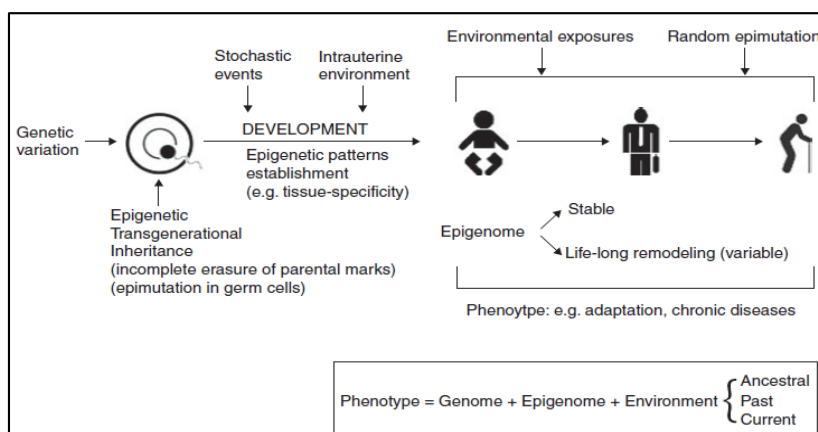 Environmental exposures
Random epimutation
Stochastic
events
Intrauterine
environment
Genetic
variation
DEVELOPMENT
Epigenetic patterns
establishment
(e.g. tissue-specificity)
Epigenetic
Transgenerational
Inheritance
(incomplete erasure of parental marks)
(epimutation in germ cells)
Epigenome
Stable
Life-long remodeling (variable)
Phenoytpe: e.g. adaptation, chronic diseases
Phenotype = Genome + Epigenome + Environment
Ancestral
Past
Current